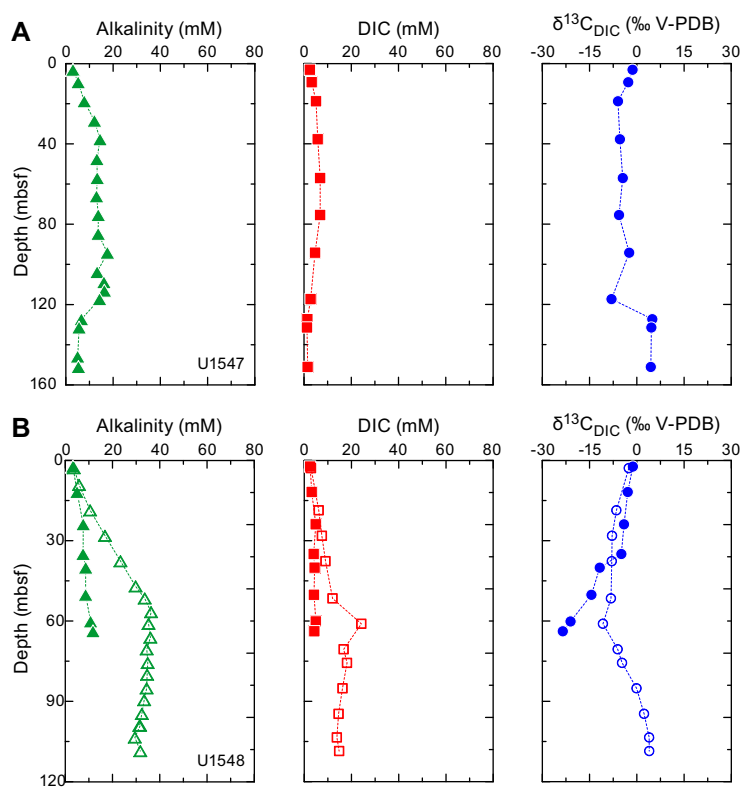 A
Alkalinity (mM)
DIC (mM)
δ13CDIC (‰ V-PDB)
0 20 40 60 80
0 20 40 60 80
-30 -15 0 15 30
0
40
80
120
160
Depth (mbsf)
U1547
B
Alkalinity (mM)
DIC (mM)
δ13CDIC (‰ V-PDB)
0 20 40 60 80
0 20 40 60 80
-30 -15 0 15 30
0
30
60
90
120
Depth (mbsf)
U1548